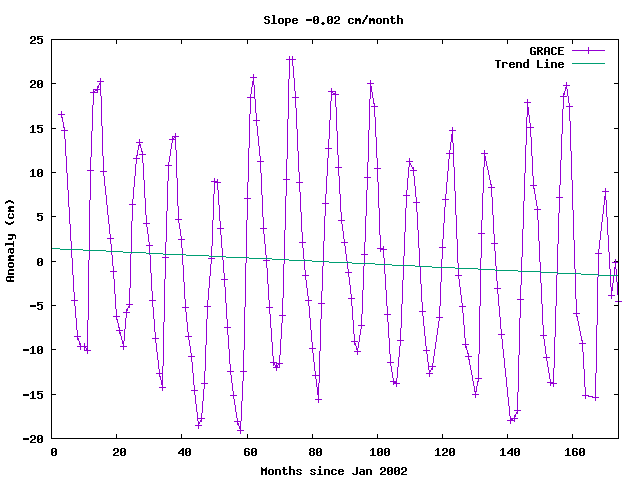 Slope -0.02 cm/month
GRACE
Trend Line
25
20
15
10
5
0
-5
-10
-15
-20
Anomaly (cm)
0 20 40 60 80 100 120 140 160
Months since Jan 2002